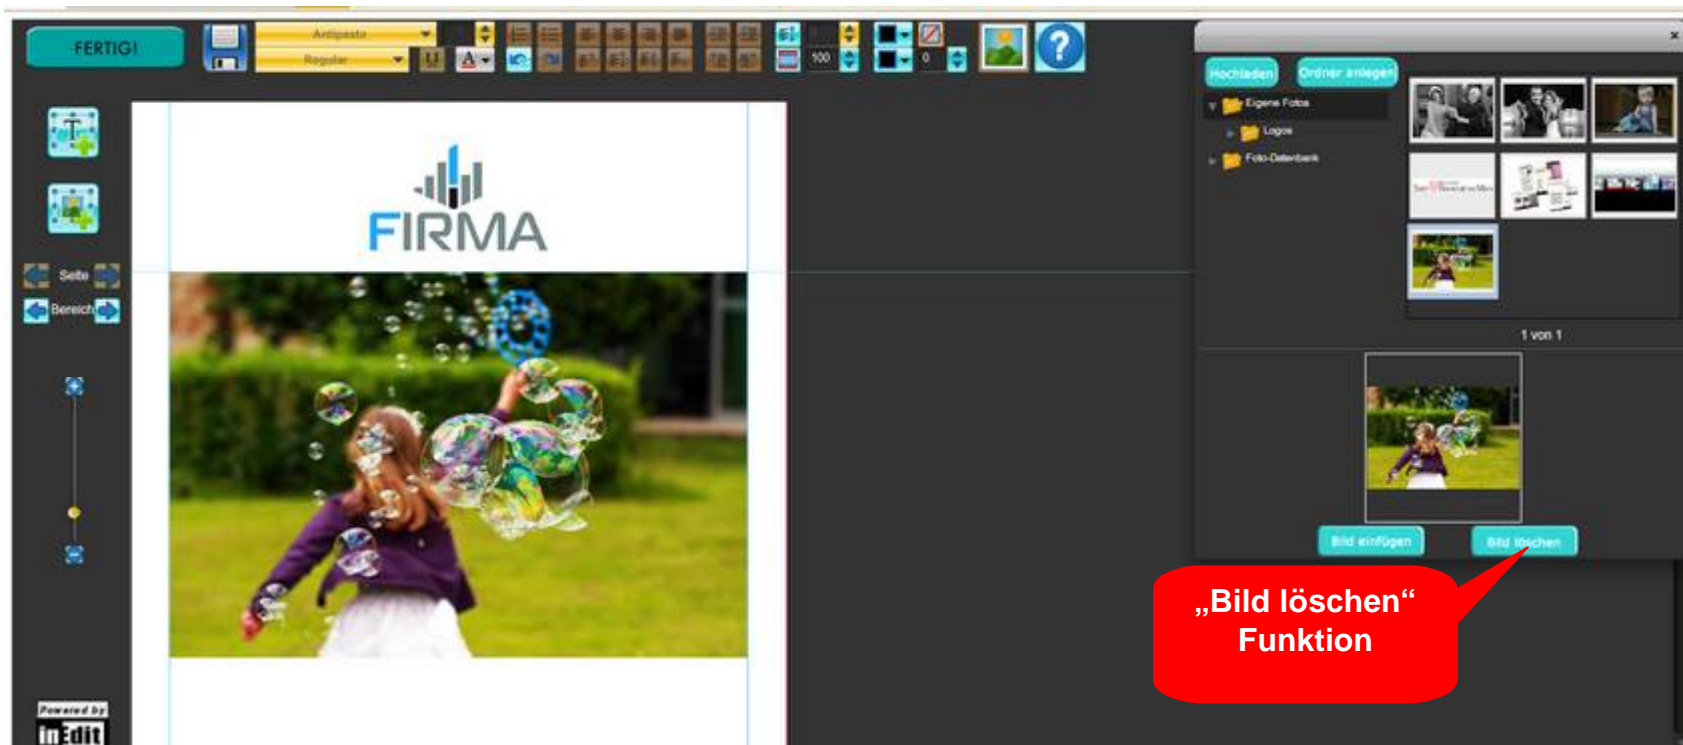 FERTIG!
Antipasto
Regular
U
A
100
0
?
x
Hochladen
Ordner anlegen
Eigene Fotos
Logos
Foto-Datenbank
T
Seite
Bereich
FIRMA
1 von 1
Bild einfügen
Bild löschen
„Bild löschen“
Funktion
Powered by
inEdit